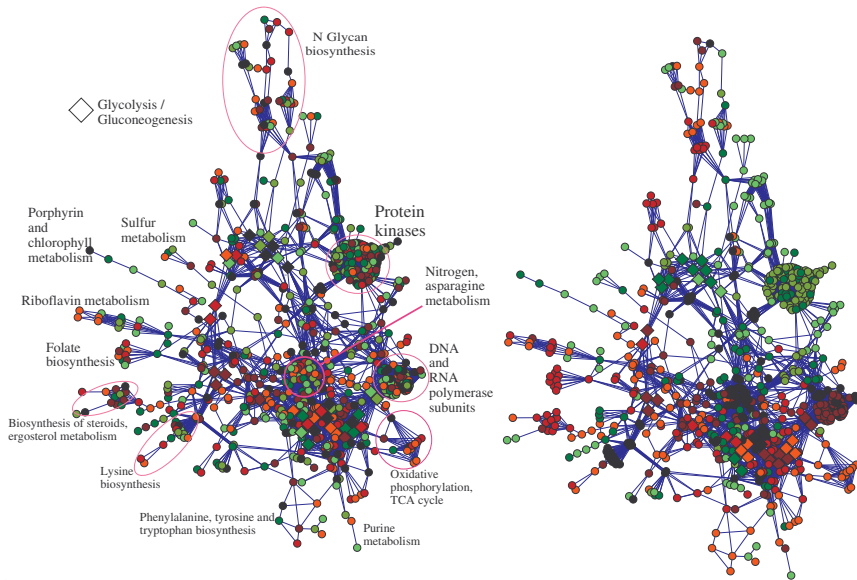 N Glycan
biosynthesis
Glycolysis /
Gluconeogenesis
Porphyrin
and
chlorophyll
metabolism
Sulfur
metabolism
Protein
kinases
Nitrogen,
asparagine
metabolism
Riboflavin metabolism
Folate
biosynthesis
DNA
and
RNA
polymerase
subunits
Biosynthesis of steroids,
ergosterol metabolism
Lysine
biosynthesis
Oxidative
phosphorylation,
TCA cycle
Phenylalanine, tyrosine and
tryptophan biosynthesis
Purine
metabolism